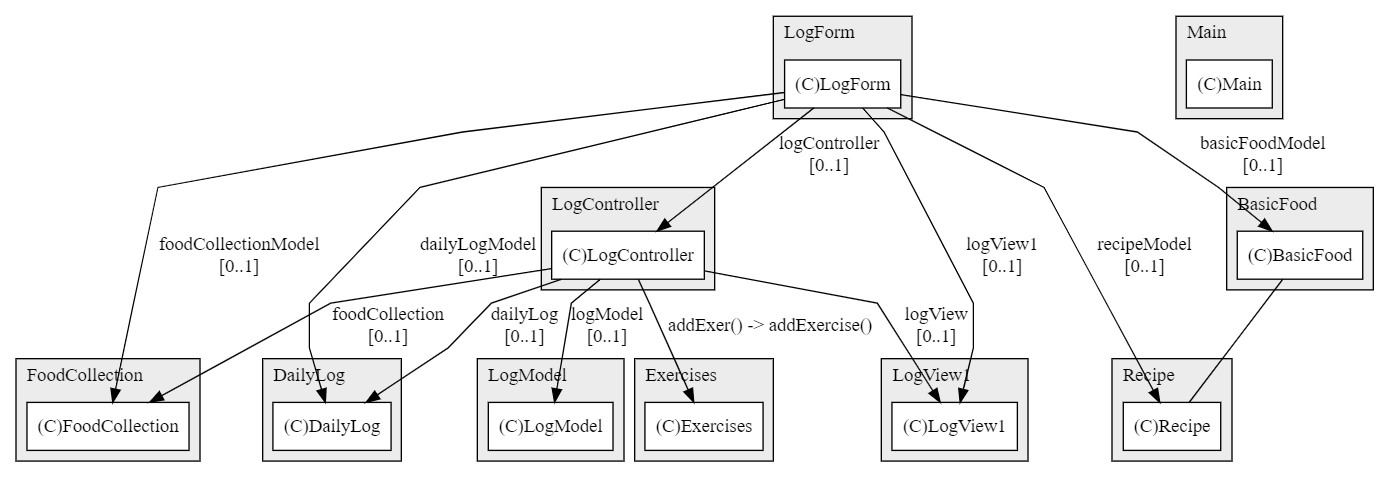 LogForm
Main
(C)LogForm
(C)Main
logController
[0..1]
basicFoodModel
[0..1]
LogController
BasicFood
foodCollectionModel
[0..1]
dailyLogModel
[0..1]
(C)LogController
logView1
[0..1]
recipeModel
[0..1]
(C)BasicFood
foodCollection
[0..1]
dailyLog
[0..1]
logModel
[0..1]
addExer() -> addExercise()
logView
[0..1]
FoodCollection
DailyLog
LogModel
Exercises
LogView1
Recipe
(C)FoodCollection
(C)DailyLog
(C)LogModel
(C)Exercises
(C)LogView1
(C)Recipe